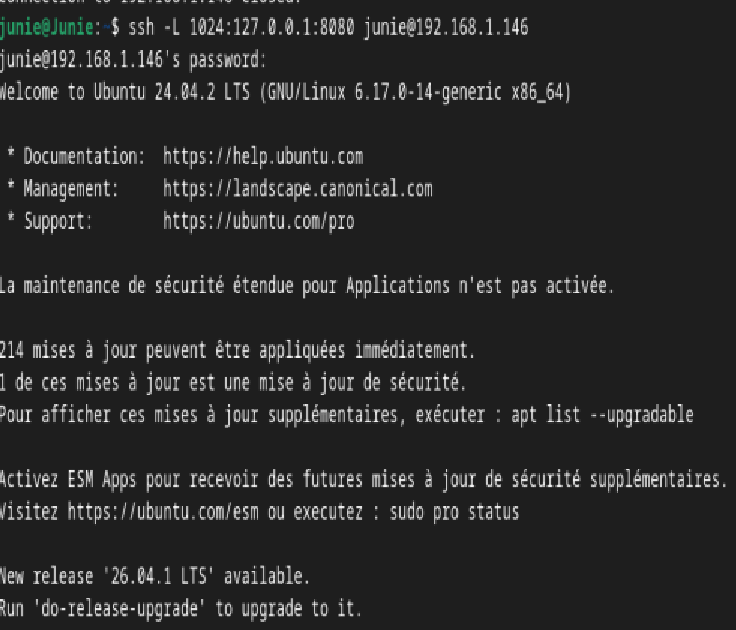 junie@Junie:~$ ssh -L 1024:127.0.0.1:8080 junie@192.168.1.146
junie@192.168.1.146's password:
Welcome to Ubuntu 24.04.2 LTS (GNU/Linux 6.17.0-14-generic x86_64)
* Documentation: https://help.ubuntu.com
* Management: https://landscape.canonical.com
* Support: https://ubuntu.com/pro
La maintenance de sécurité étendue pour Applications n'est pas activée.
214 mises à jour peuvent être appliquées immédiatement.
1 de ces mises à jour est une mise à jour de sécurité.
Pour afficher ces mises à jour supplémentaires, exécuter : apt list --upgradable
Activez ESM Apps pour recevoir des futures mises à jour de sécurité supplémentaires.
Visitez https://ubuntu.com/esm ou executez : sudo pro status
New release '26.04.1 LTS' available.
Run 'do-release-upgrade' to upgrade to it.